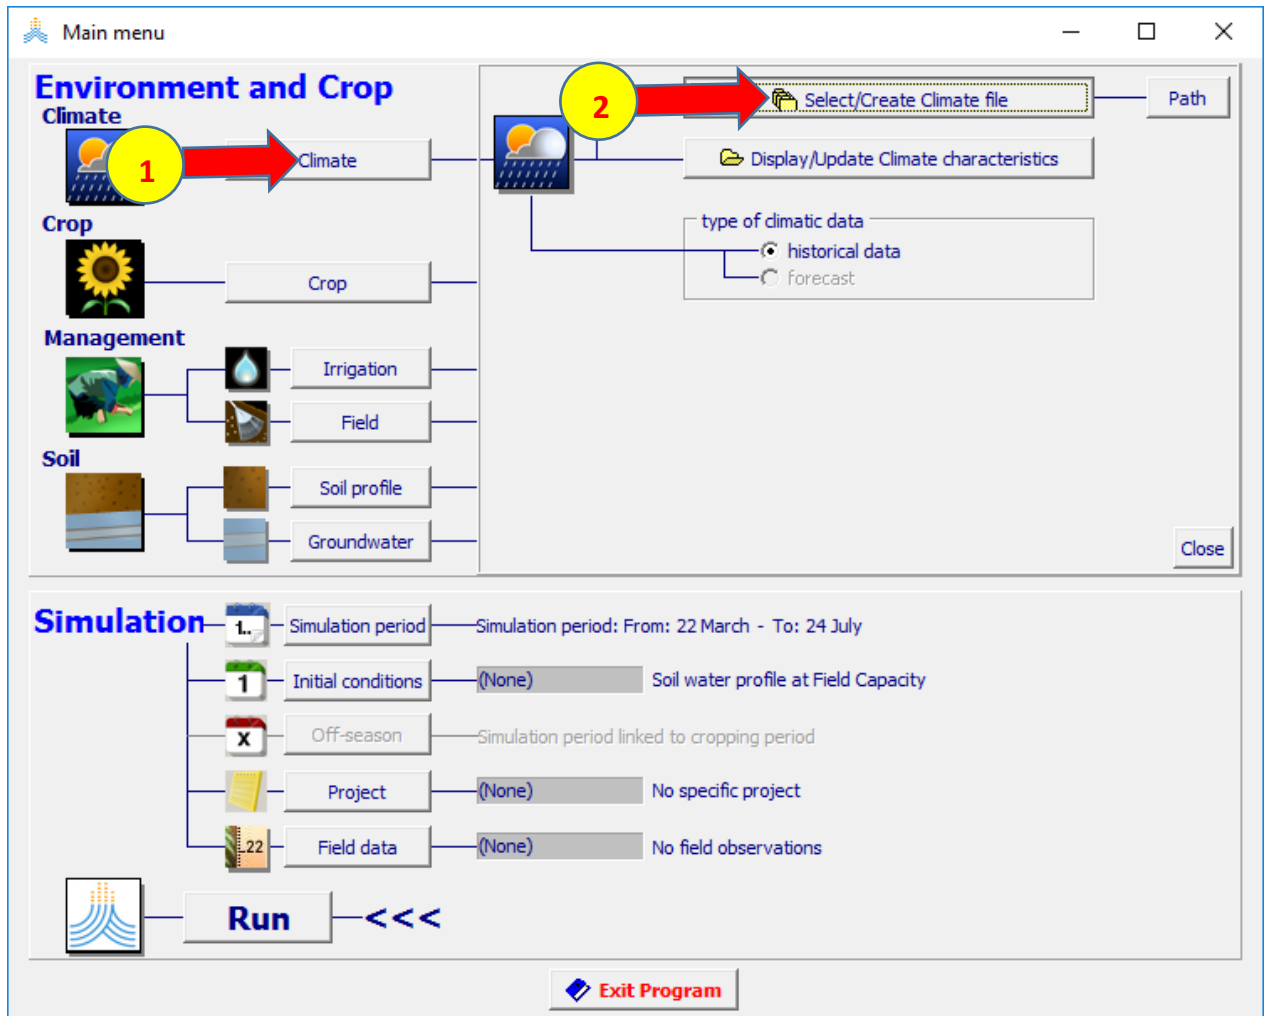 Main menu
Environment and Crop
Climate
1
Climate
2
Select/Create Climate file
Path
Display/Update Climate characteristics
type of climatic data
historical data
forecast
Crop
Crop
Management
Irrigation
Field
Soil
Soil profile
Groundwater
Close
Simulation
1..
Simulation period
Simulation period: From: 22 March - To: 24 July
1
Initial conditions
(None)
Soil water profile at Field Capacity
X
Off-season
Simulation period linked to cropping period
Project
(None)
No specific project
22
Field data
(None)
No field observations
Run
<<<
Exit Program